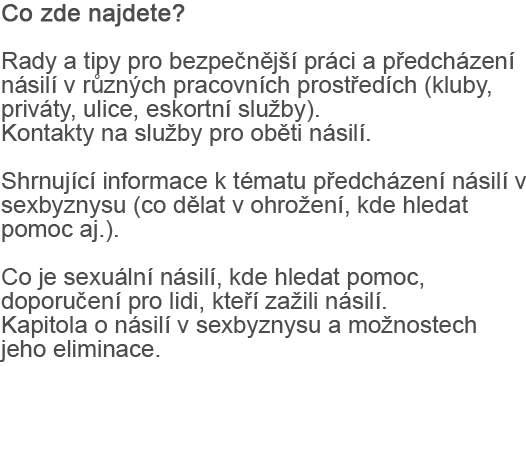 Co zde najdete?
Rady a tipy pro bezpečnější práci a předcházení
násilí v různých pracovních prostředích (kluby,
priváty, ulice, eskortní služby).
Kontakty na služby pro oběti násilí.
Shrnující informace k tématu předcházení násilí v
sexbyznysu (co dělat v ohrožení, kde hledat
pomoc aj.).
Co je sexuální násilí, kde hledat pomoc,
doporučení pro lidi, kteří zažili násilí.
Kapitola o násilí v sexbyznysu a možnostech
jeho eliminace.